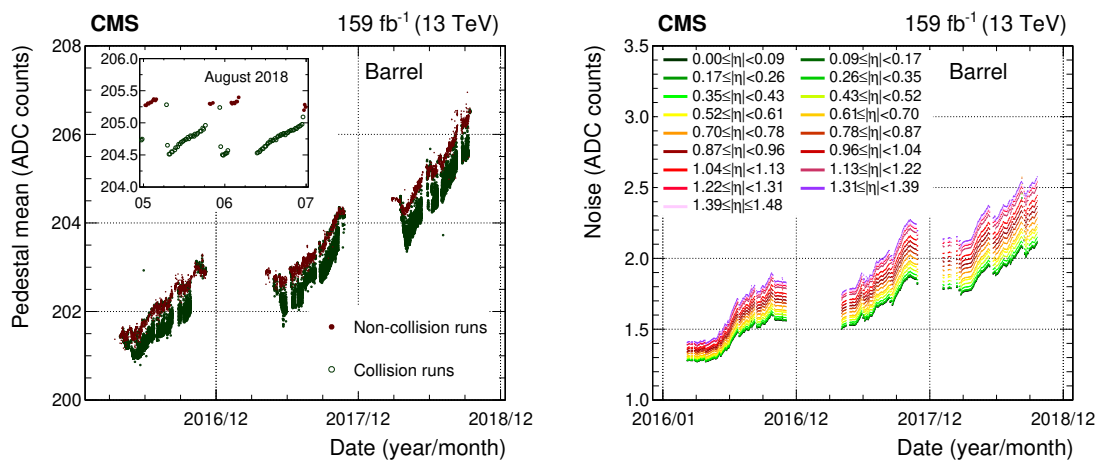 CMS 159 fb⁻¹ (13 TeV)
Pedestal mean (ADC counts)
208
206
204
202
200
Barrel
August 2018
206.0
205.5
205.0
204.5
204.0
05 06 07
Non-collision runs
Collision runs
2016/12 2017/12 2018/12
Date (year/month)
CMS 159 fb⁻¹ (13 TeV)
Noise (ADC counts)
3.5
3.0
2.5
2.0
1.5
1.0
Barrel
0.00≤|η|<0.09 0.09≤|η|<0.17
0.17≤|η|<0.26 0.26≤|η|<0.35
0.35≤|η|<0.43 0.43≤|η|<0.52
0.52≤|η|<0.61 0.61≤|η|<0.70
0.70≤|η|<0.78 0.78≤|η|<0.87
0.87≤|η|<0.96 0.96≤|η|<1.04
1.04≤|η|<1.13 1.13≤|η|<1.22
1.22≤|η|<1.31 1.31≤|η|<1.39
1.39≤|η|≤1.48
2016/01 2016/12 2017/12 2018/12
Date (year/month)